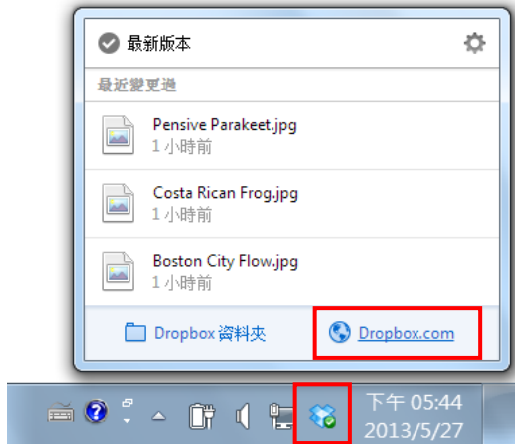 最新版本
最近變更過
Pensive Parakeet.jpg
1 小時前
Costa Rican Frog.jpg
1 小時前
Boston City Flow.jpg
1 小時前
Dropbox 資料夾 Dropbox.com
下午 05:44
2013/5/27